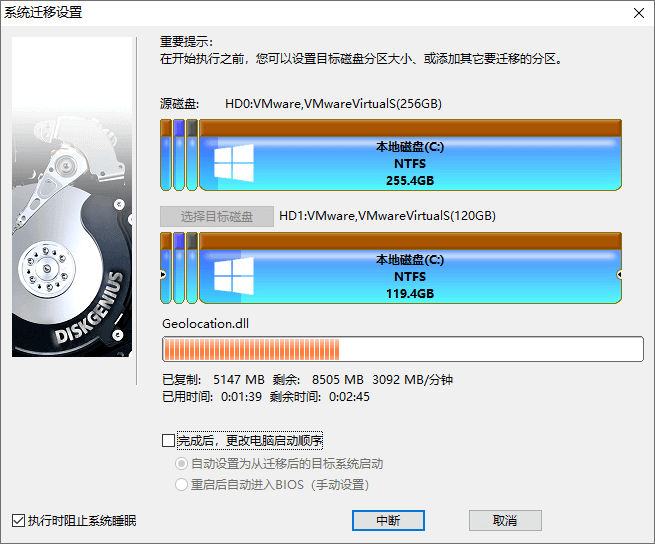 系统迁移设置
重要提示:
在开始执行之前，您可以设置目标磁盘分区大小、或添加其它要迁移的分区。
源磁盘: HD0:VMware,VMwareVirtualS(256GB)
本地磁盘(C:)
NTFS
255.4GB
选择目标磁盘 HD1:VMware,VMwareVirtualS(120GB)
本地磁盘(C:)
NTFS
119.4GB
DISKGENIUS
Geolocation.dll
已复制: 5147 MB 剩余: 8505 MB 3092 MB/分钟
已用时间: 0:01:39 剩余时间: 0:02:45
完成后，更改电脑启动顺序
自动设置为从迁移后的目标系统启动
重启后自动进入BIOS（手动设置）
执行时阻止系统睡眠
中断
取消